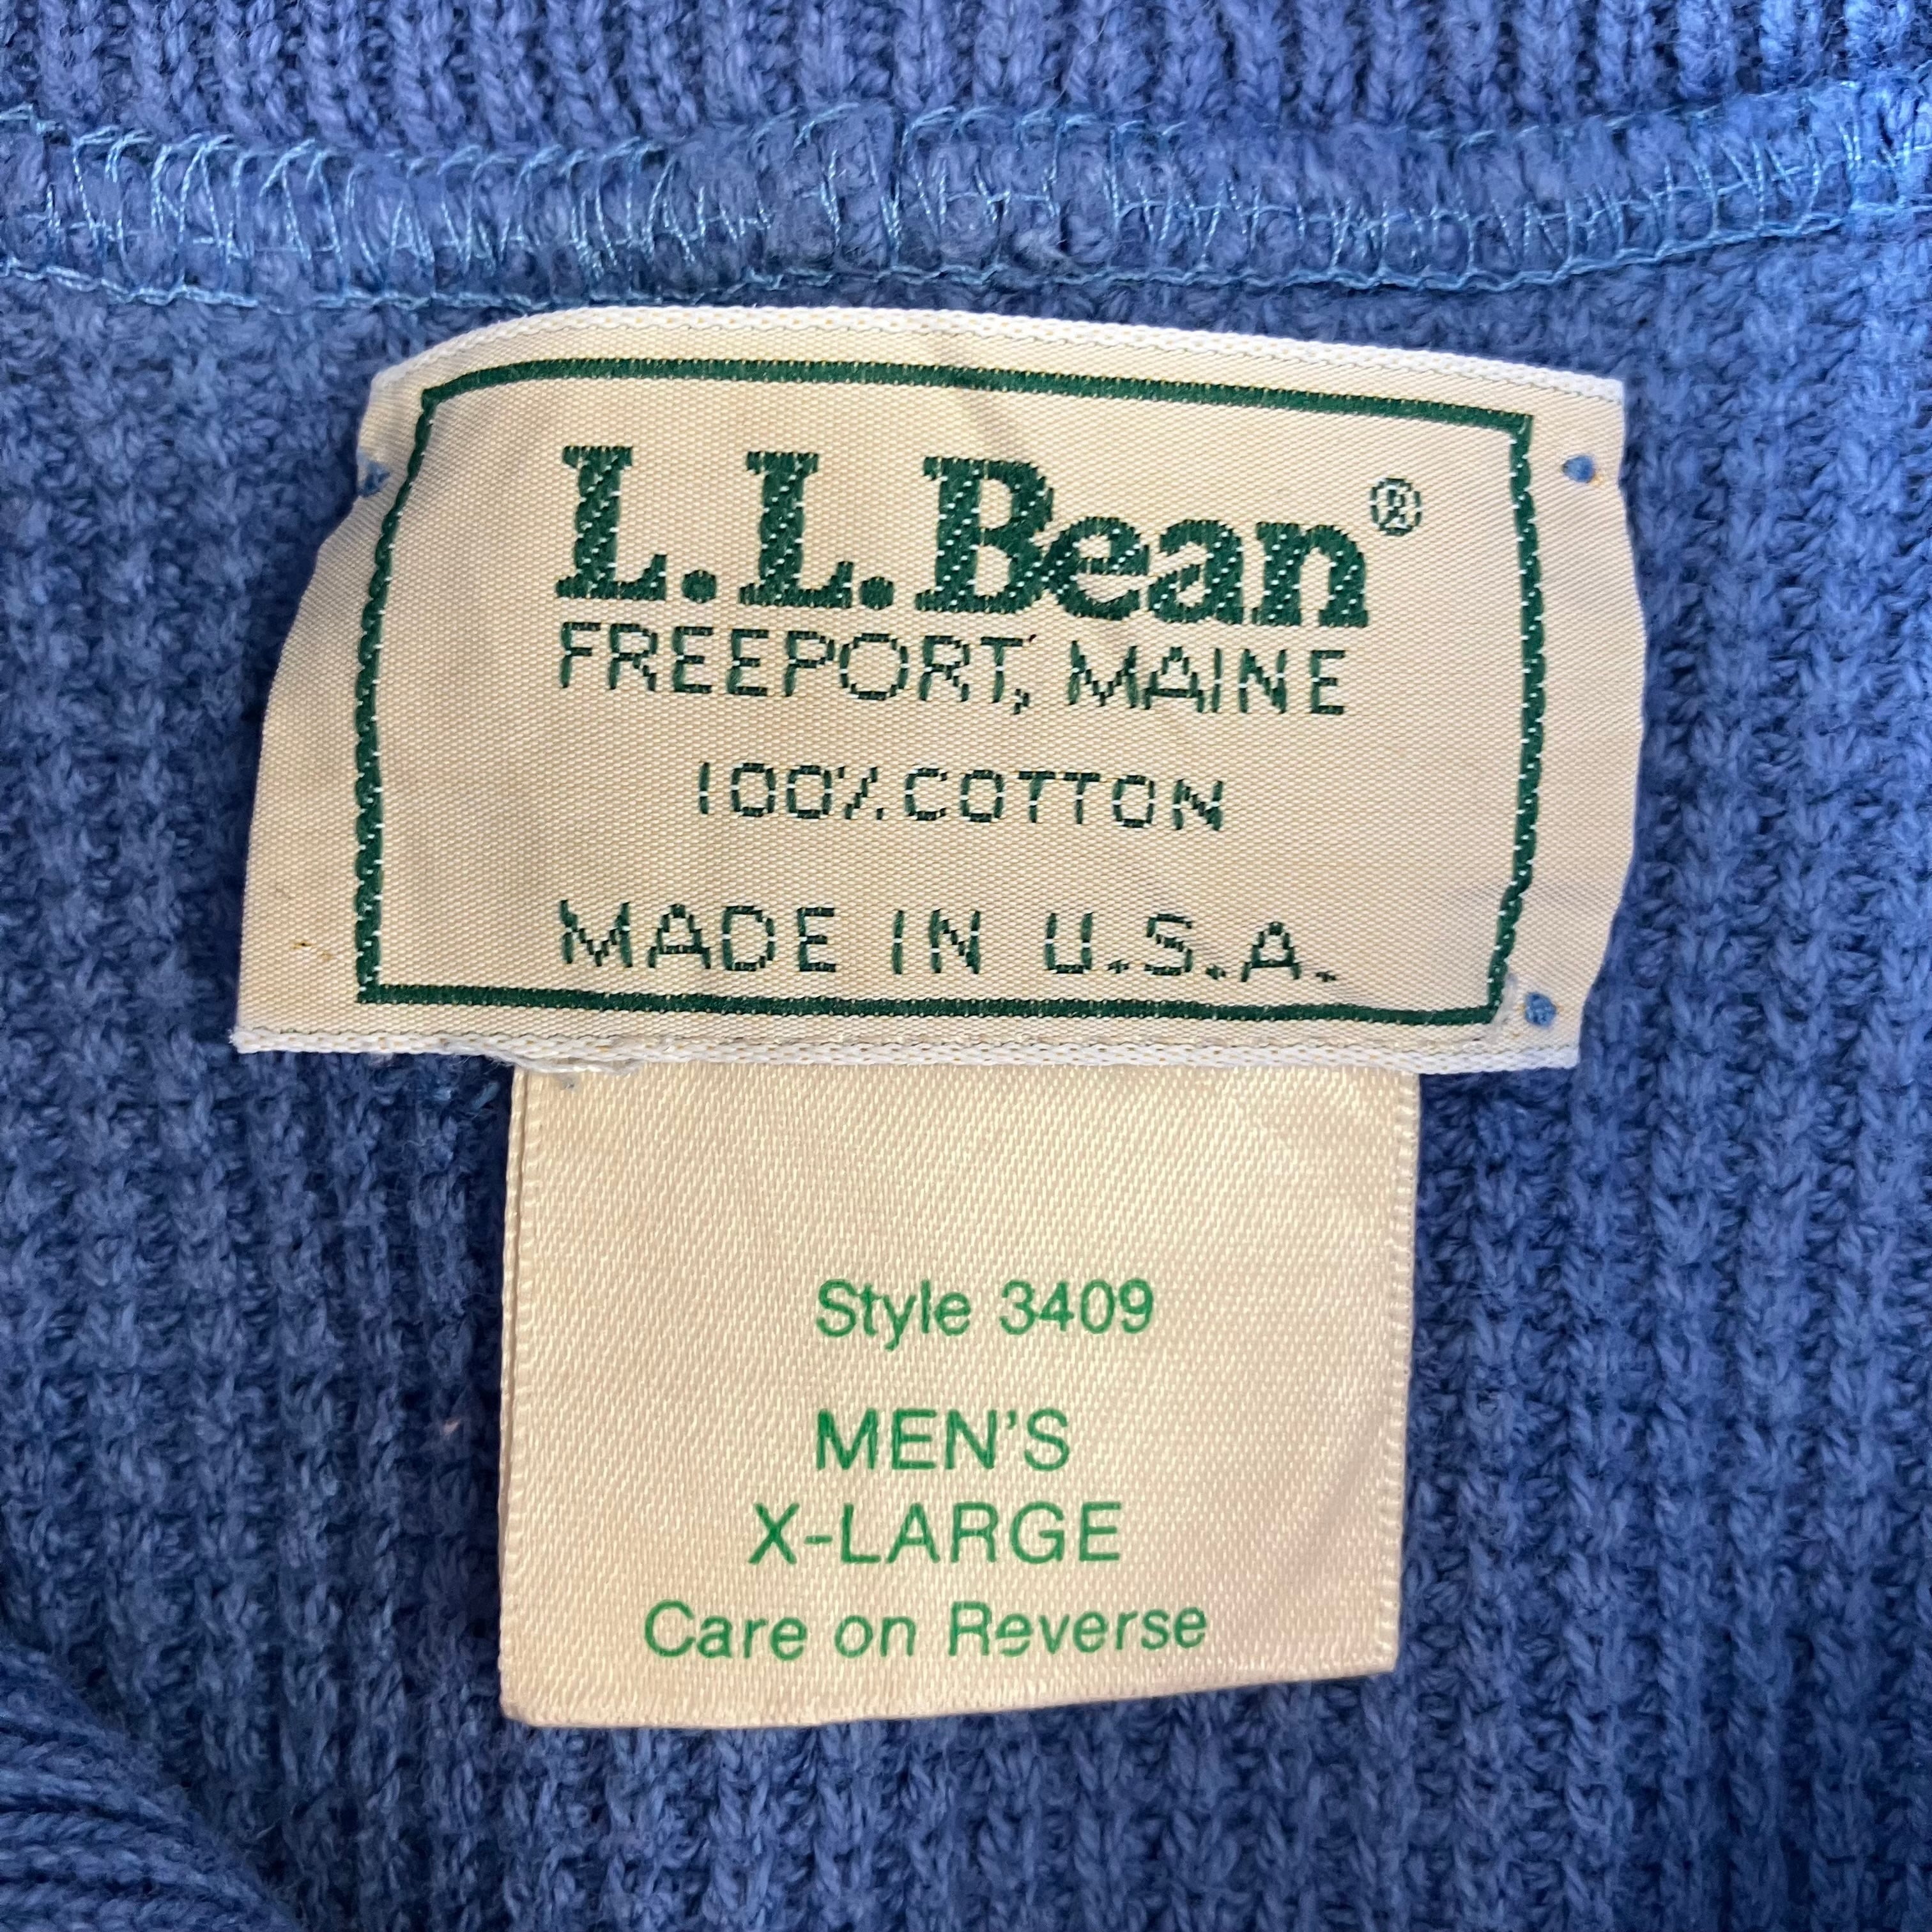 L.L.Bean®
FREEPORT, MAINE
100% COTTON
MADE IN U.S.A.
Style 3409
MEN'S
X-LARGE
Care on Reverse